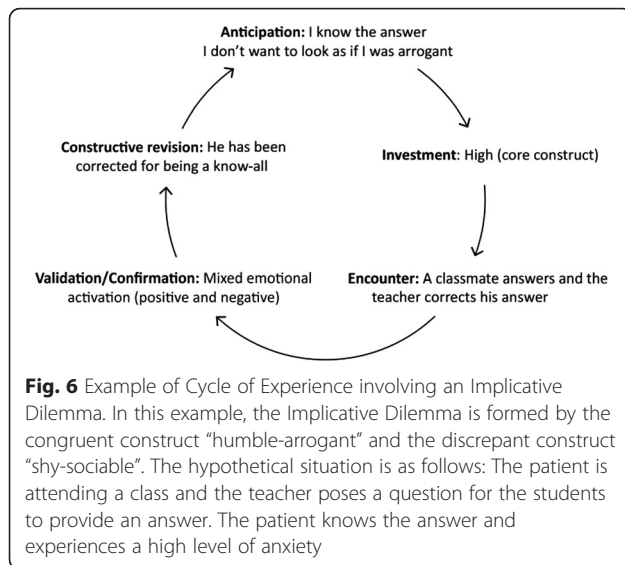 Anticipation: I know the answer
I don't want to look as if I was arrogant
Constructive revision: He has been
corrected for being a know-all
Investment: High (core construct)
Validation/Confirmation: Mixed emotional
activation (positive and negative)
Encounter: A classmate answers and the
teacher corrects his answer
Fig. 6 Example of Cycle of Experience involving an Implicative
Dilemma. In this example, the Implicative Dilemma is formed by the
congruent construct “humble-arrogant” and the discrepant construct
“shy-sociable”. The hypothetical situation is as follows: The patient is
attending a class and the teacher poses a question for the students
to provide an answer. The patient knows the answer and
experiences a high level of anxiety